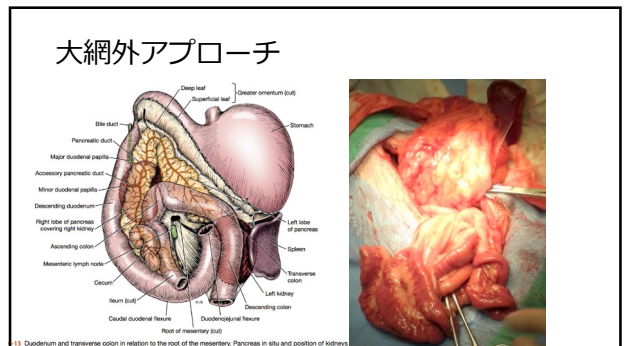 大網外アプローチ
Deep leaf
Superficial leaf
Greater omentum (cut)
Stomach
Bile duct
Pancreatic duct
Major duodenal papilla
Accessory pancreatic duct
Minor duodenal papilla
Descending duodenum
Right lobe of pancreas
covering right kidney
Ascending colon
Mesenteric lymph node
Cecum
Ileum (cut)
Caudal duodenal flexure
Root of mesentery (cut)
Duodenojejunal flexure
Descending colon
Left kidney
Transverse
colon
Spleen
Left lobe
of pancreas
-13 Duodenum and transverse colon in relation to the root of the mesentery. Pancreas in situ and position of kidneys